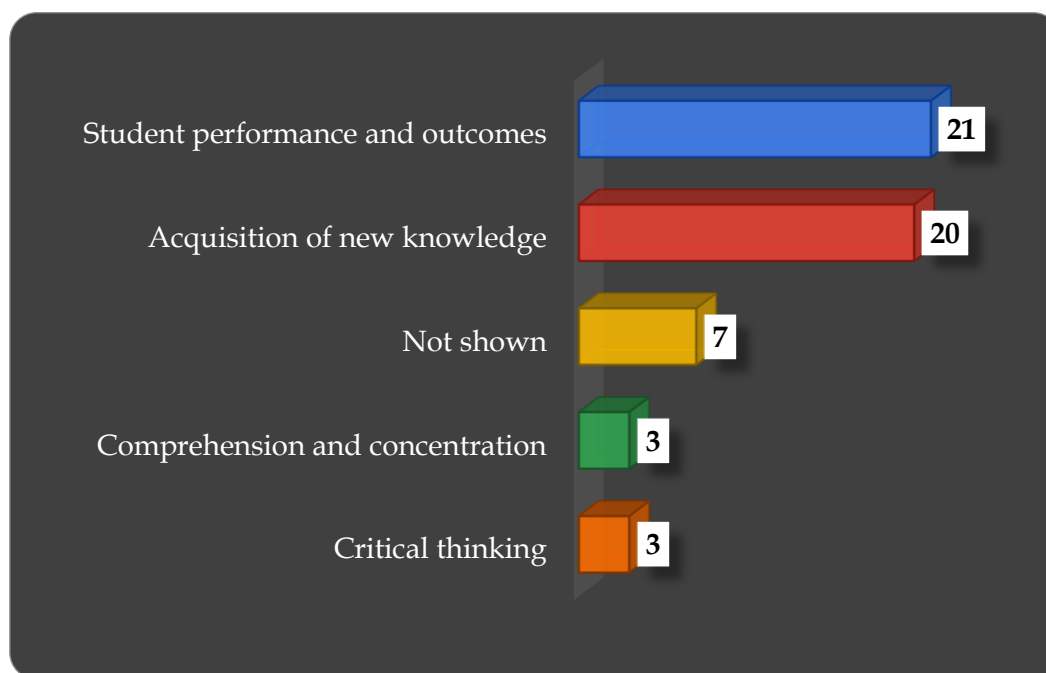 Student performance and outcomes 21
Acquisition of new knowledge 20
Not shown 7
Comprehension and concentration 3
Critical thinking 3